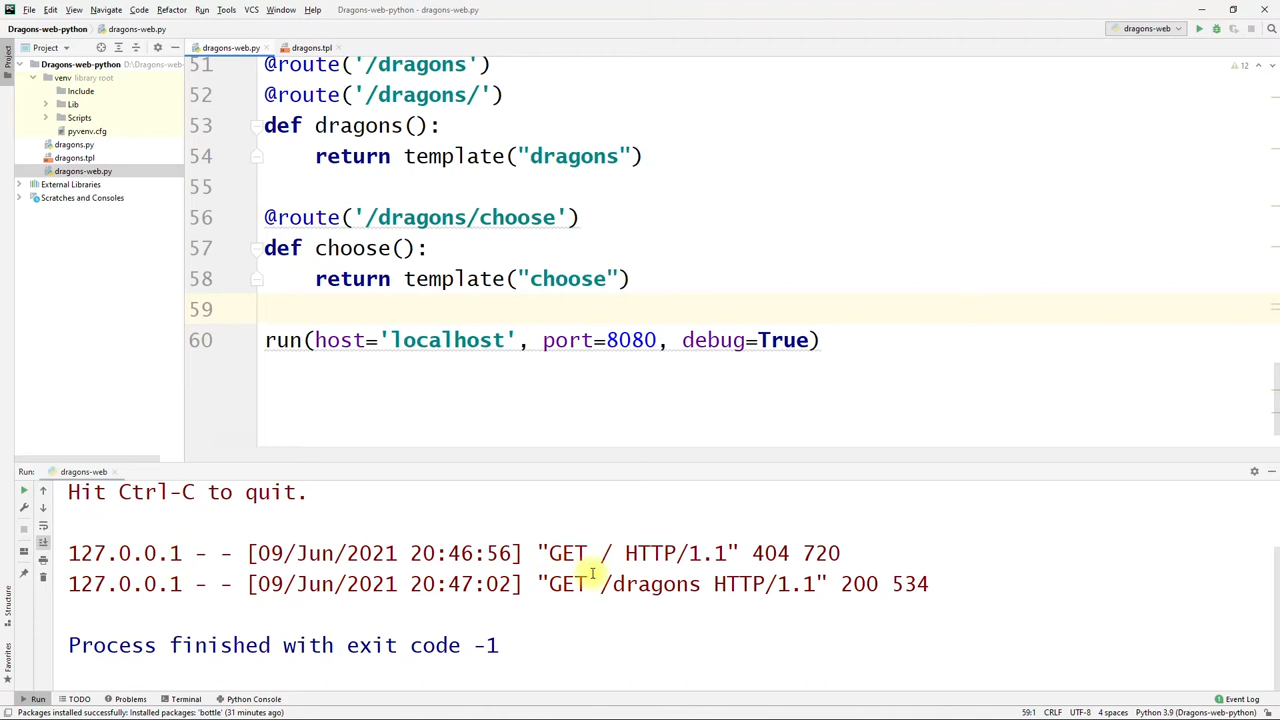 File Edit View Navigate Code Refactor Run Tools VCS Window Help Dragons-web-python - dragons-web.py
Dragons-web-python dragons-web.py dragons-web
Project dragons-web.py dragons.tpl
Project
Dragons-web-python D:\Dragons-web-
venv library root
Include
Lib
Scripts
pyvenv.cfg
dragons.py
dragons.tpl
dragons-web.py
External Libraries
Scratches and Consoles
12
51 @route('/dragons')
52 @route('/dragons/')
53 def dragons():
54 return template("dragons")
55
56 @route('/dragons/choose')
57 def choose():
58 return template("choose")
59
60 run(host='localhost', port=8080, debug=True)
Run: dragons-web
Hit Ctrl-C to quit.
127.0.0.1 - - [09/Jun/2021 20:46:56] "GET / HTTP/1.1" 404 720
127.0.0.1 - - [09/Jun/2021 20:47:02] "GET /dragons HTTP/1.1" 200 534
Process finished with exit code -1
Structure
Favorites
Run TODO Problems Terminal Python Console Event Log
Packages installed successfully: Installed packages: 'bottle' (31 minutes ago) 59:1 CRLF UTF-8 4 spaces Python 3.9 (Dragons-web-python)